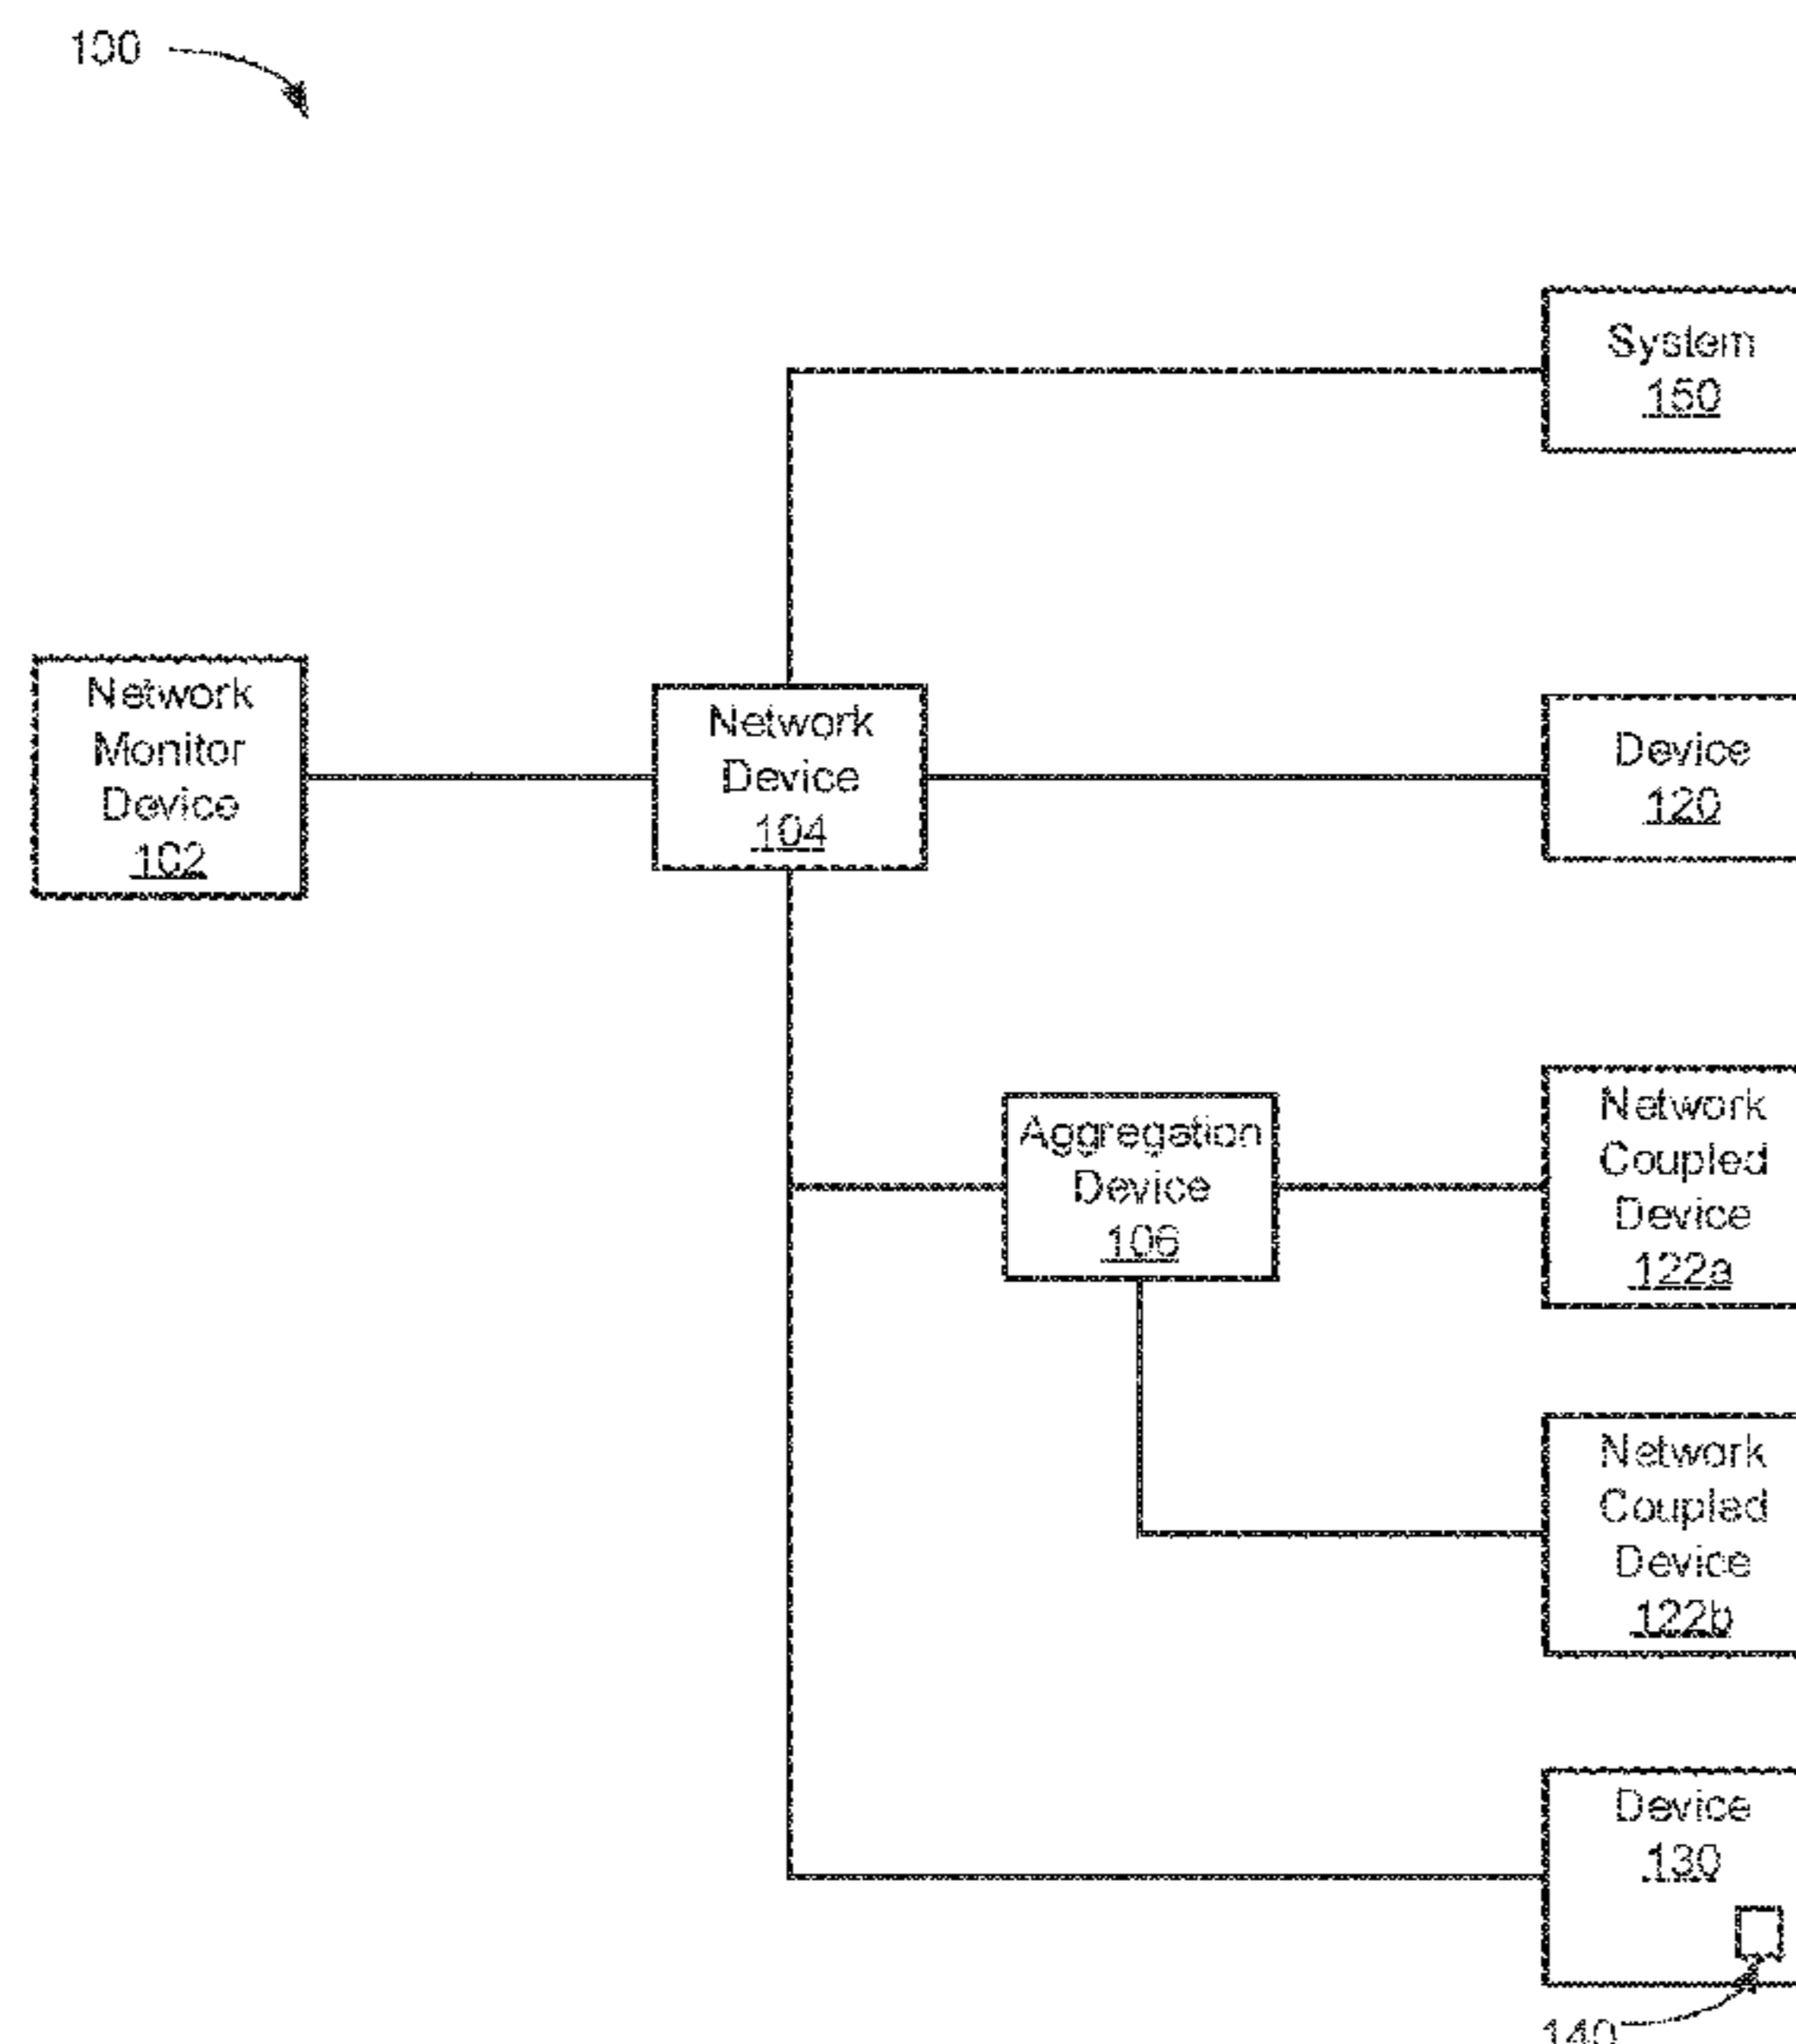 100
System
150
Network
Monitor
Device
102
Network
Device
104
Device
120
Aggregation
Device
106
Network
Coupled
Device
122a
Network
Coupled
Device
122b
Device
130
140